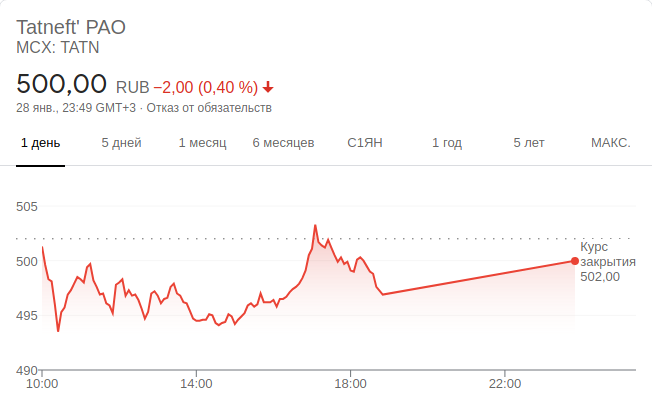 Tatneft' PAO
MCX: TATN
500,00 RUB −2,00 (0,40 %)
28 янв., 23:49 GMT+3 · Отказ от обязательств
1 день 5 дней 1 месяц 6 месяцев С1ЯН 1 год 5 лет МАКС.
505
500
495
490
Курс
закрытия
502,00
10:00 14:00 18:00 22:00